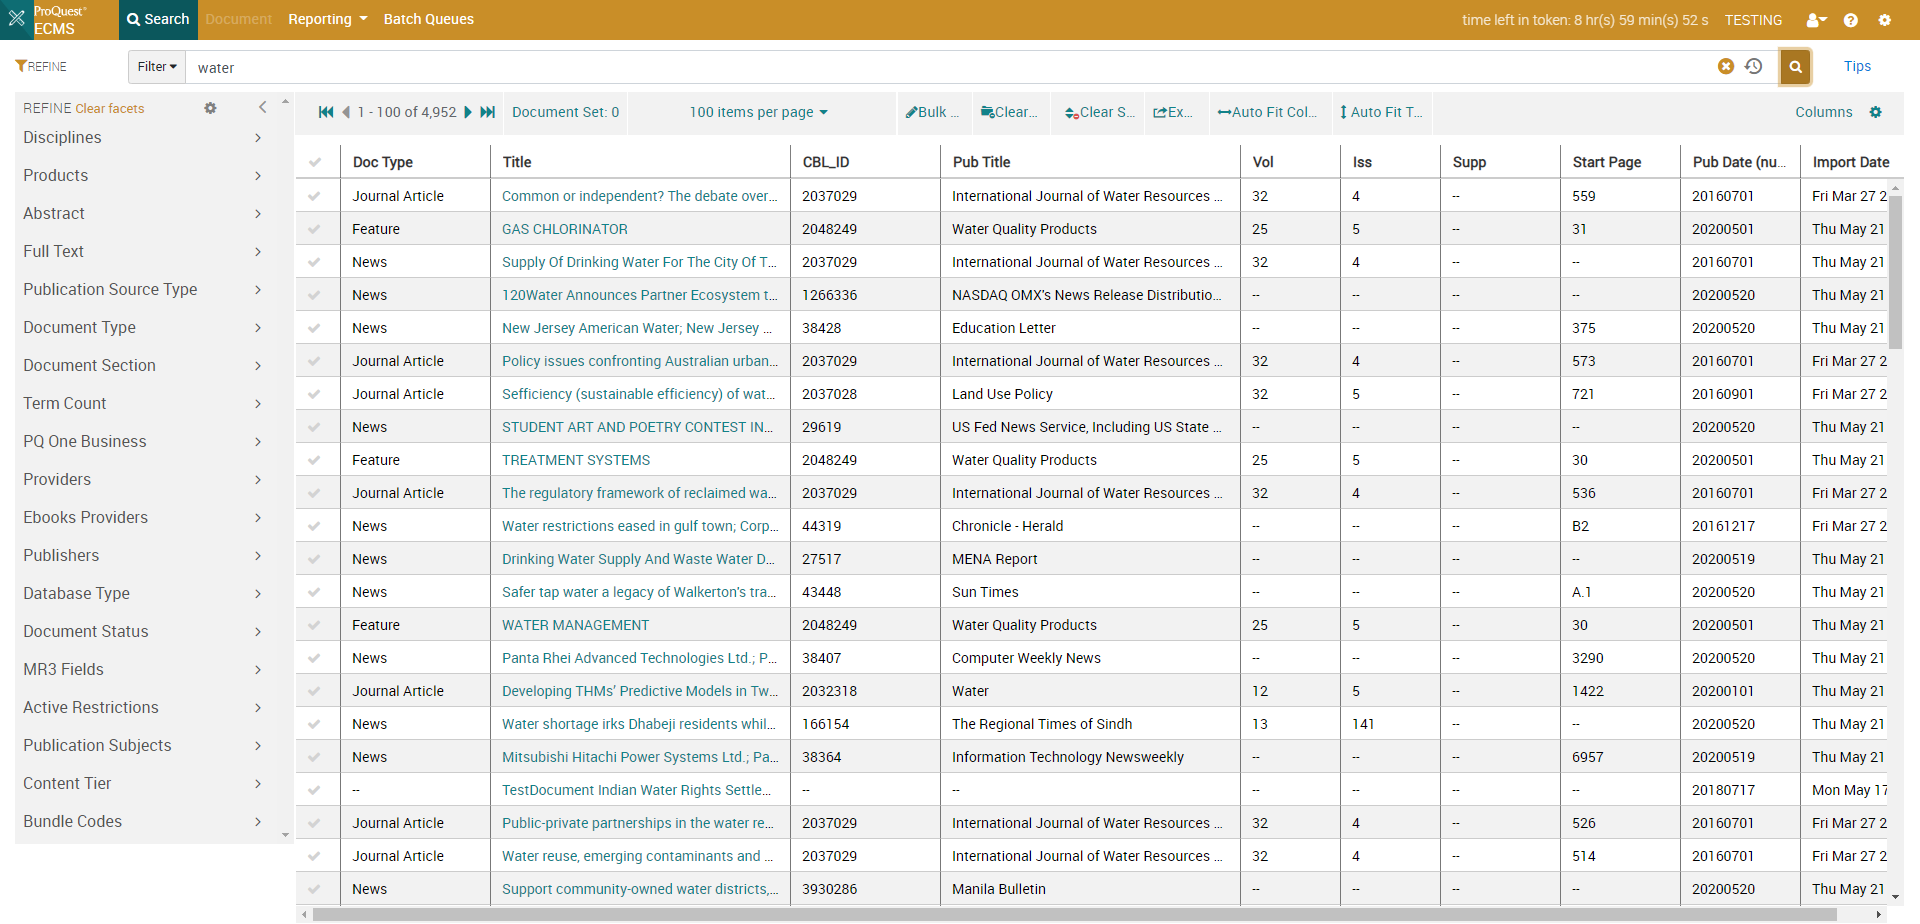 ProQuest® ECMS Search Document Reporting Batch Queues time left in token: 8 hr(s) 59 min(s) 52 s TESTING
REFINE Filter water Tips
REFINE Clear facets
Disciplines
Products
Abstract
Full Text
Publication Source Type
Document Type
Document Section
Term Count
PQ One Business
Providers
Ebooks Providers
Publishers
Database Type
Document Status
MR3 Fields
Active Restrictions
Publication Subjects
Content Tier
Bundle Codes
1 - 100 of 4,952 Document Set: 0 100 items per page Bulk ... Clear... Clear S... Ex... Auto Fit Col... Auto Fit T... Columns
Doc Type Title CBL_ID Pub Title Vol Iss Supp Start Page Pub Date (nu... Import Date
Journal Article Common or independent? The debate over... 2037029 International Journal of Water Resources ... 32 4 -- 559 20160701 Fri Mar 27 2
Feature GAS CHLORINATOR 2048249 Water Quality Products 25 5 -- 31 20200501 Thu May 21
News Supply Of Drinking Water For The City Of T... 2037029 International Journal of Water Resources ... 32 4 -- -- 20160701 Thu May 21
News 120Water Announces Partner Ecosystem t... 1266336 NASDAQ OMX's News Release Distributio... -- -- -- -- 20200520 Thu May 21
News New Jersey American Water; New Jersey ... 38428 Education Letter -- -- -- 375 20200520 Thu May 21
Journal Article Policy issues confronting Australian urban... 2037029 International Journal of Water Resources ... 32 4 -- 573 20160701 Fri Mar 27 2
Journal Article Sefficiency (sustainable efficiency) of wat... 2037028 Land Use Policy 32 5 -- 721 20160901 Fri Mar 27 2
News STUDENT ART AND POETRY CONTEST IN... 29619 US Fed News Service, Including US State ... -- -- -- -- 20200520 Thu May 21
Feature TREATMENT SYSTEMS 2048249 Water Quality Products 25 5 -- 30 20200501 Thu May 21
Journal Article The regulatory framework of reclaimed wa... 2037029 International Journal of Water Resources ... 32 4 -- 536 20160701 Fri Mar 27 2
News Water restrictions eased in gulf town; Corp... 44319 Chronicle - Herald -- -- -- B2 20161217 Fri Mar 27 2
News Drinking Water Supply And Waste Water D... 27517 MENA Report -- -- -- -- 20200519 Thu May 21
News Safer tap water a legacy of Walkerton's tra... 43448 Sun Times -- -- -- A.1 20200520 Thu May 21
Feature WATER MANAGEMENT 2048249 Water Quality Products 25 5 -- 30 20200501 Thu May 21
News Panta Rhei Advanced Technologies Ltd.; P... 38407 Computer Weekly News -- -- -- 3290 20200520 Thu May 21
Journal Article Developing THMs' Predictive Models in Tw... 2032318 Water 12 5 -- 1422 20200101 Thu May 21
News Water shortage irks Dhabeji residents whil... 166154 The Regional Times of Sindh 13 141 -- -- 20200520 Thu May 21
News Mitsubishi Hitachi Power Systems Ltd.; Pa... 38364 Information Technology Newsweekly -- -- -- 6957 20200519 Thu May 21
-- TestDocument Indian Water Rights Settle... -- -- -- -- -- -- 20180717 Mon May 17
Journal Article Public-private partnerships in the water re... 2037029 International Journal of Water Resources ... 32 4 -- 526 20160701 Fri Mar 27 2
Journal Article Water reuse, emerging contaminants and ... 2037029 International Journal of Water Resources ... 32 4 -- 514 20160701 Fri Mar 27 2
News Support community-owned water districts,... 3930286 Manila Bulletin -- -- -- -- 20200520 Thu May 21